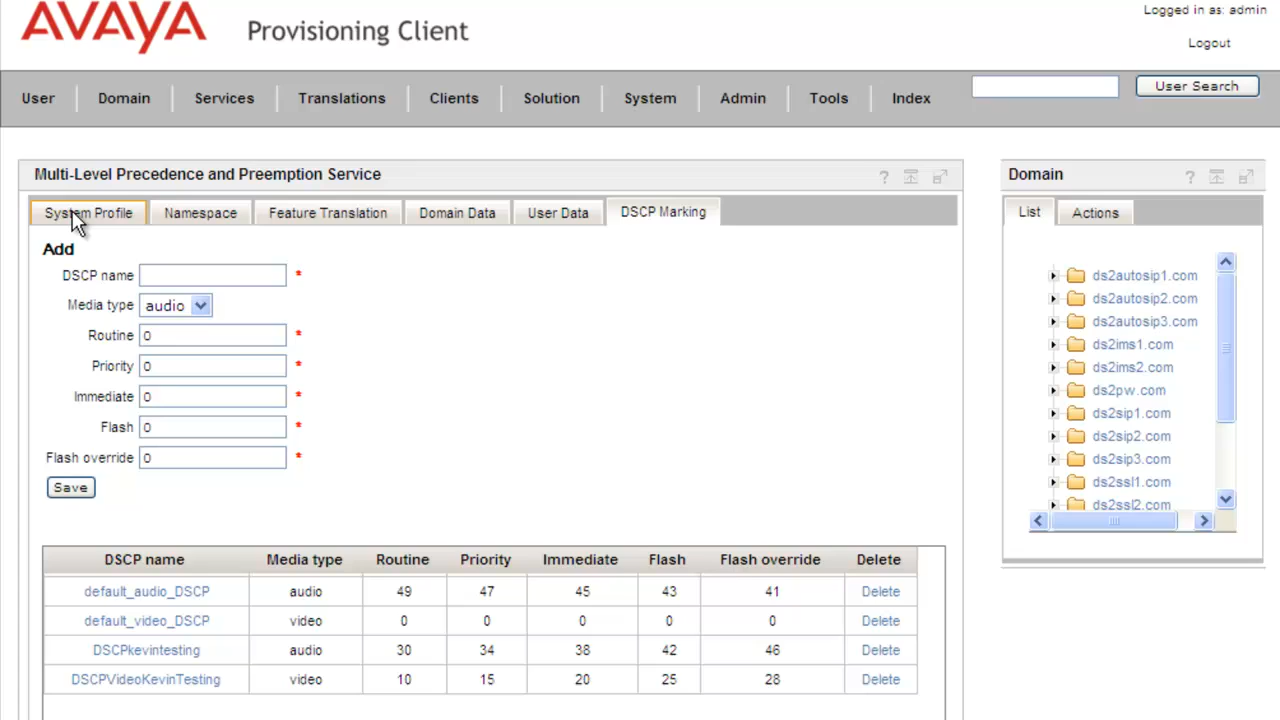 AVAYA Provisioning Client
Logged in as: admin
Logout
User Domain Services Translations Clients Solution System Admin Tools Index User Search
Multi-Level Precedence and Preemption Service ?
System Profile Namespace Feature Translation Domain Data User Data DSCP Marking
Add
DSCP name *
Media type audio
Routine 0 *
Priority 0 *
Immediate 0 *
Flash 0 *
Flash override 0 *
Save
DSCP name Media type Routine Priority Immediate Flash Flash override Delete
default_audio_DSCP audio 49 47 45 43 41 Delete
default_video_DSCP video 0 0 0 0 0 Delete
DSCPkevintesting audio 30 34 38 42 46 Delete
DSCPVideoKevinTesting video 10 15 20 25 28 Delete
Domain ?
List Actions
ds2autosip1.com
ds2autosip2.com
ds2autosip3.com
ds2ims1.com
ds2ims2.com
ds2pw.com
ds2sip1.com
ds2sip2.com
ds2sip3.com
ds2ssl1.com
ds2ssl2.com